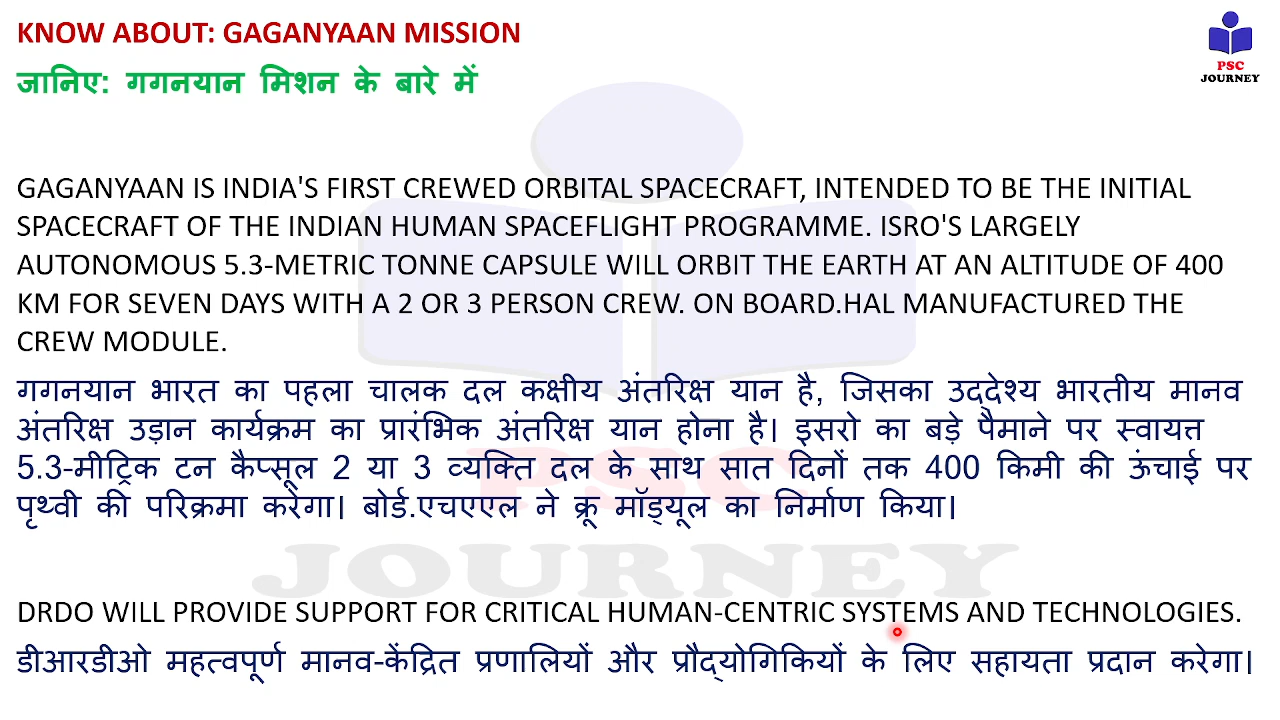 KNOW ABOUT: GAGANYAAN MISSION
जानिए: गगनयान मिशन के बारे में
PSC
JOURNEY
GAGANYAAN IS INDIA'S FIRST CREWED ORBITAL SPACECRAFT, INTENDED TO BE THE INITIAL
SPACECRAFT OF THE INDIAN HUMAN SPACEFLIGHT PROGRAMME. ISRO'S LARGELY
AUTONOMOUS 5.3-METRIC TONNE CAPSULE WILL ORBIT THE EARTH AT AN ALTITUDE OF 400
KM FOR SEVEN DAYS WITH A 2 OR 3 PERSON CREW. ON BOARD.HAL MANUFACTURED THE
CREW MODULE.
गगनयान भारत का पहला चालक दल कक्षीय अंतरिक्ष यान है, जिसका उद्देश्य भारतीय मानव
अंतरिक्ष उड़ान कार्यक्रम का प्रारंभिक अंतरिक्ष यान होना है। इसरो का बड़े पैमाने पर स्वायत्त
5.3-मीट्रिक टन कैप्सूल 2 या 3 व्यक्ति दल के साथ सात दिनों तक 400 किमी की ऊंचाई पर
पृथ्वी की परिक्रमा करेगा। बोर्ड.एचएएल ने क्रू मॉड्यूल का निर्माण किया।
PSC
JOURNEY
DRDO WILL PROVIDE SUPPORT FOR CRITICAL HUMAN-CENTRIC SYSTEMS AND TECHNOLOGIES.
डीआरडीओ महत्वपूर्ण मानव-केंद्रित प्रणालियों और प्रौद्योगिकियों के लिए सहायता प्रदान करेगा।